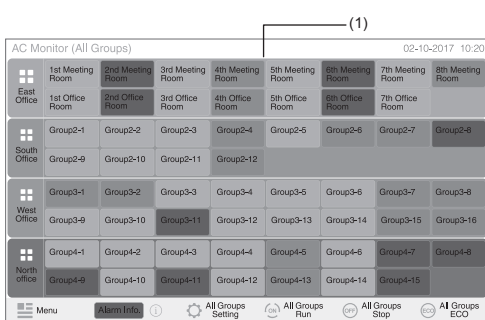 (1)
AC Monitor (All Groups) 02-10-2017 10:20
East Office
1st Meeting Room 2nd Meeting Room 3rd Meeting Room 4th Meeting Room 5th Meeting Room 6th Meeting Room 7th Meeting Room 8th Meeting Room
1st Office Room 2nd Office Room 3rd Office Room 4th Office Room 5th Office Room 6th Office Room 7th Office Room
South Office
Group2-1 Group2-2 Group2-3 Group2-4 Group2-5 Group2-6 Group2-7 Group2-8
Group2-9 Group2-10 Group2-11 Group2-12
West Office
Group3-1 Group3-2 Group3-3 Group3-4 Group3-5 Group3-6 Group3-7 Group3-8
Group3-9 Group3-10 Group3-11 Group3-12 Group3-13 Group3-14 Group3-15 Group3-16
North office
Group4-1 Group4-2 Group4-3 Group4-4 Group4-5 Group4-6 Group4-7 Group4-8
Group4-9 Group4-10 Group4-11 Group4-12 Group4-13 Group4-14 Group4-15
Menu Alarm Info. i All Groups Setting ON All Groups Run OFF All Groups Stop ECO All Groups ECO